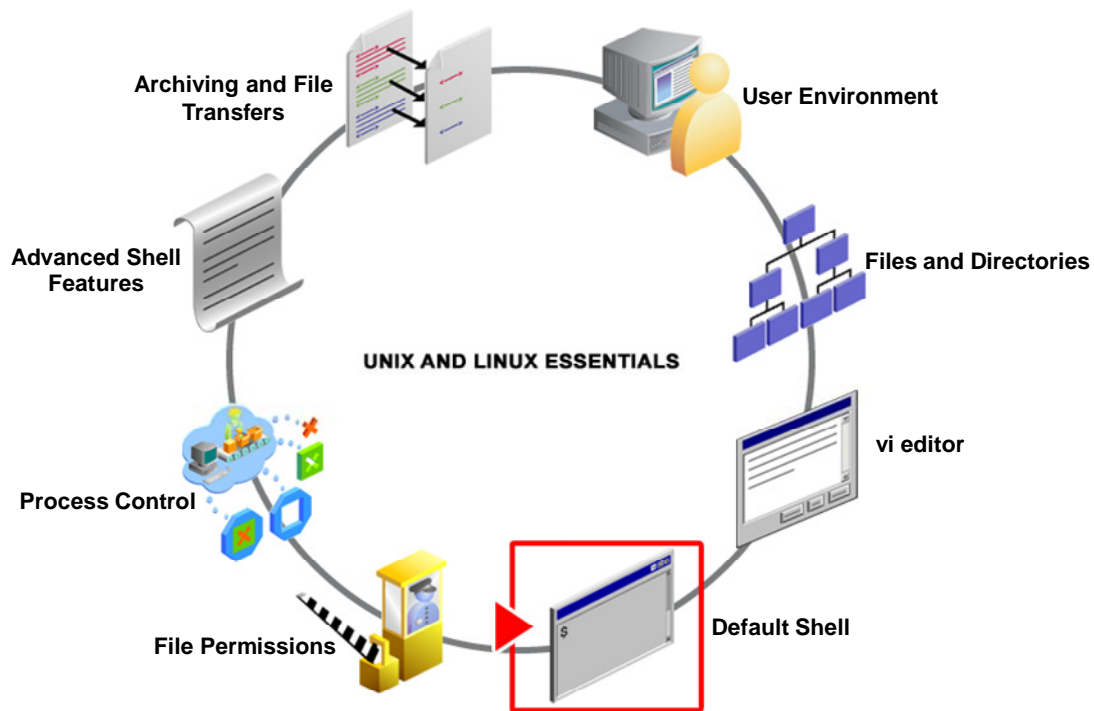 Archiving and File
Transfers
User Environment
Advanced Shell
Features
Files and Directories
UNIX AND LINUX ESSENTIALS
vi editor
Process Control
$
Default Shell
File Permissions